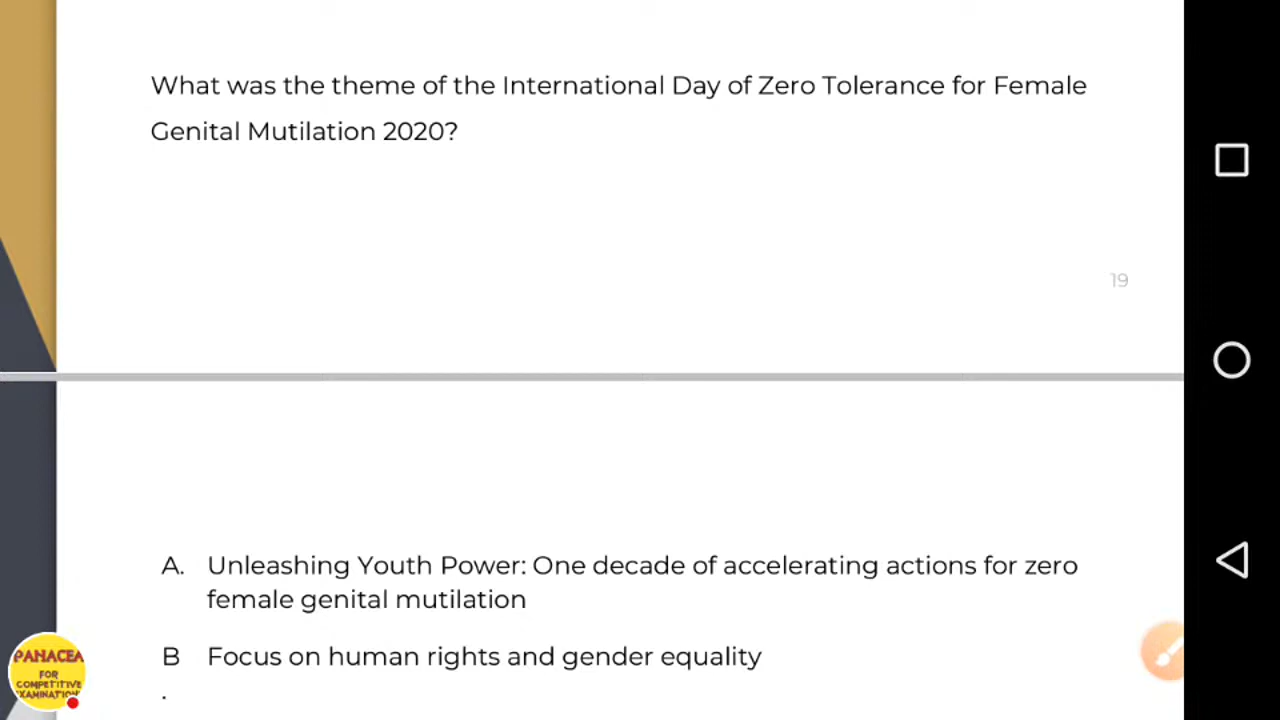 What was the theme of the International Day of Zero Tolerance for Female
Genital Mutilation 2020?
19
A. Unleashing Youth Power: One decade of accelerating actions for zero
female genital mutilation
B Focus on human rights and gender equality
.
PANACEA
FOR
COMPETITIVE
EXAMINATION